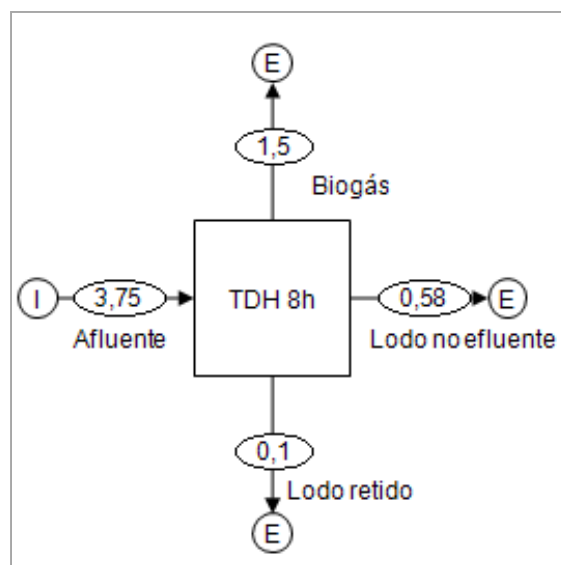 E
1,5
Biogás
I
3,75
TDH 8h
0,58
E
Afluente
Lodo no efluente
0,1
Lodo retido
E